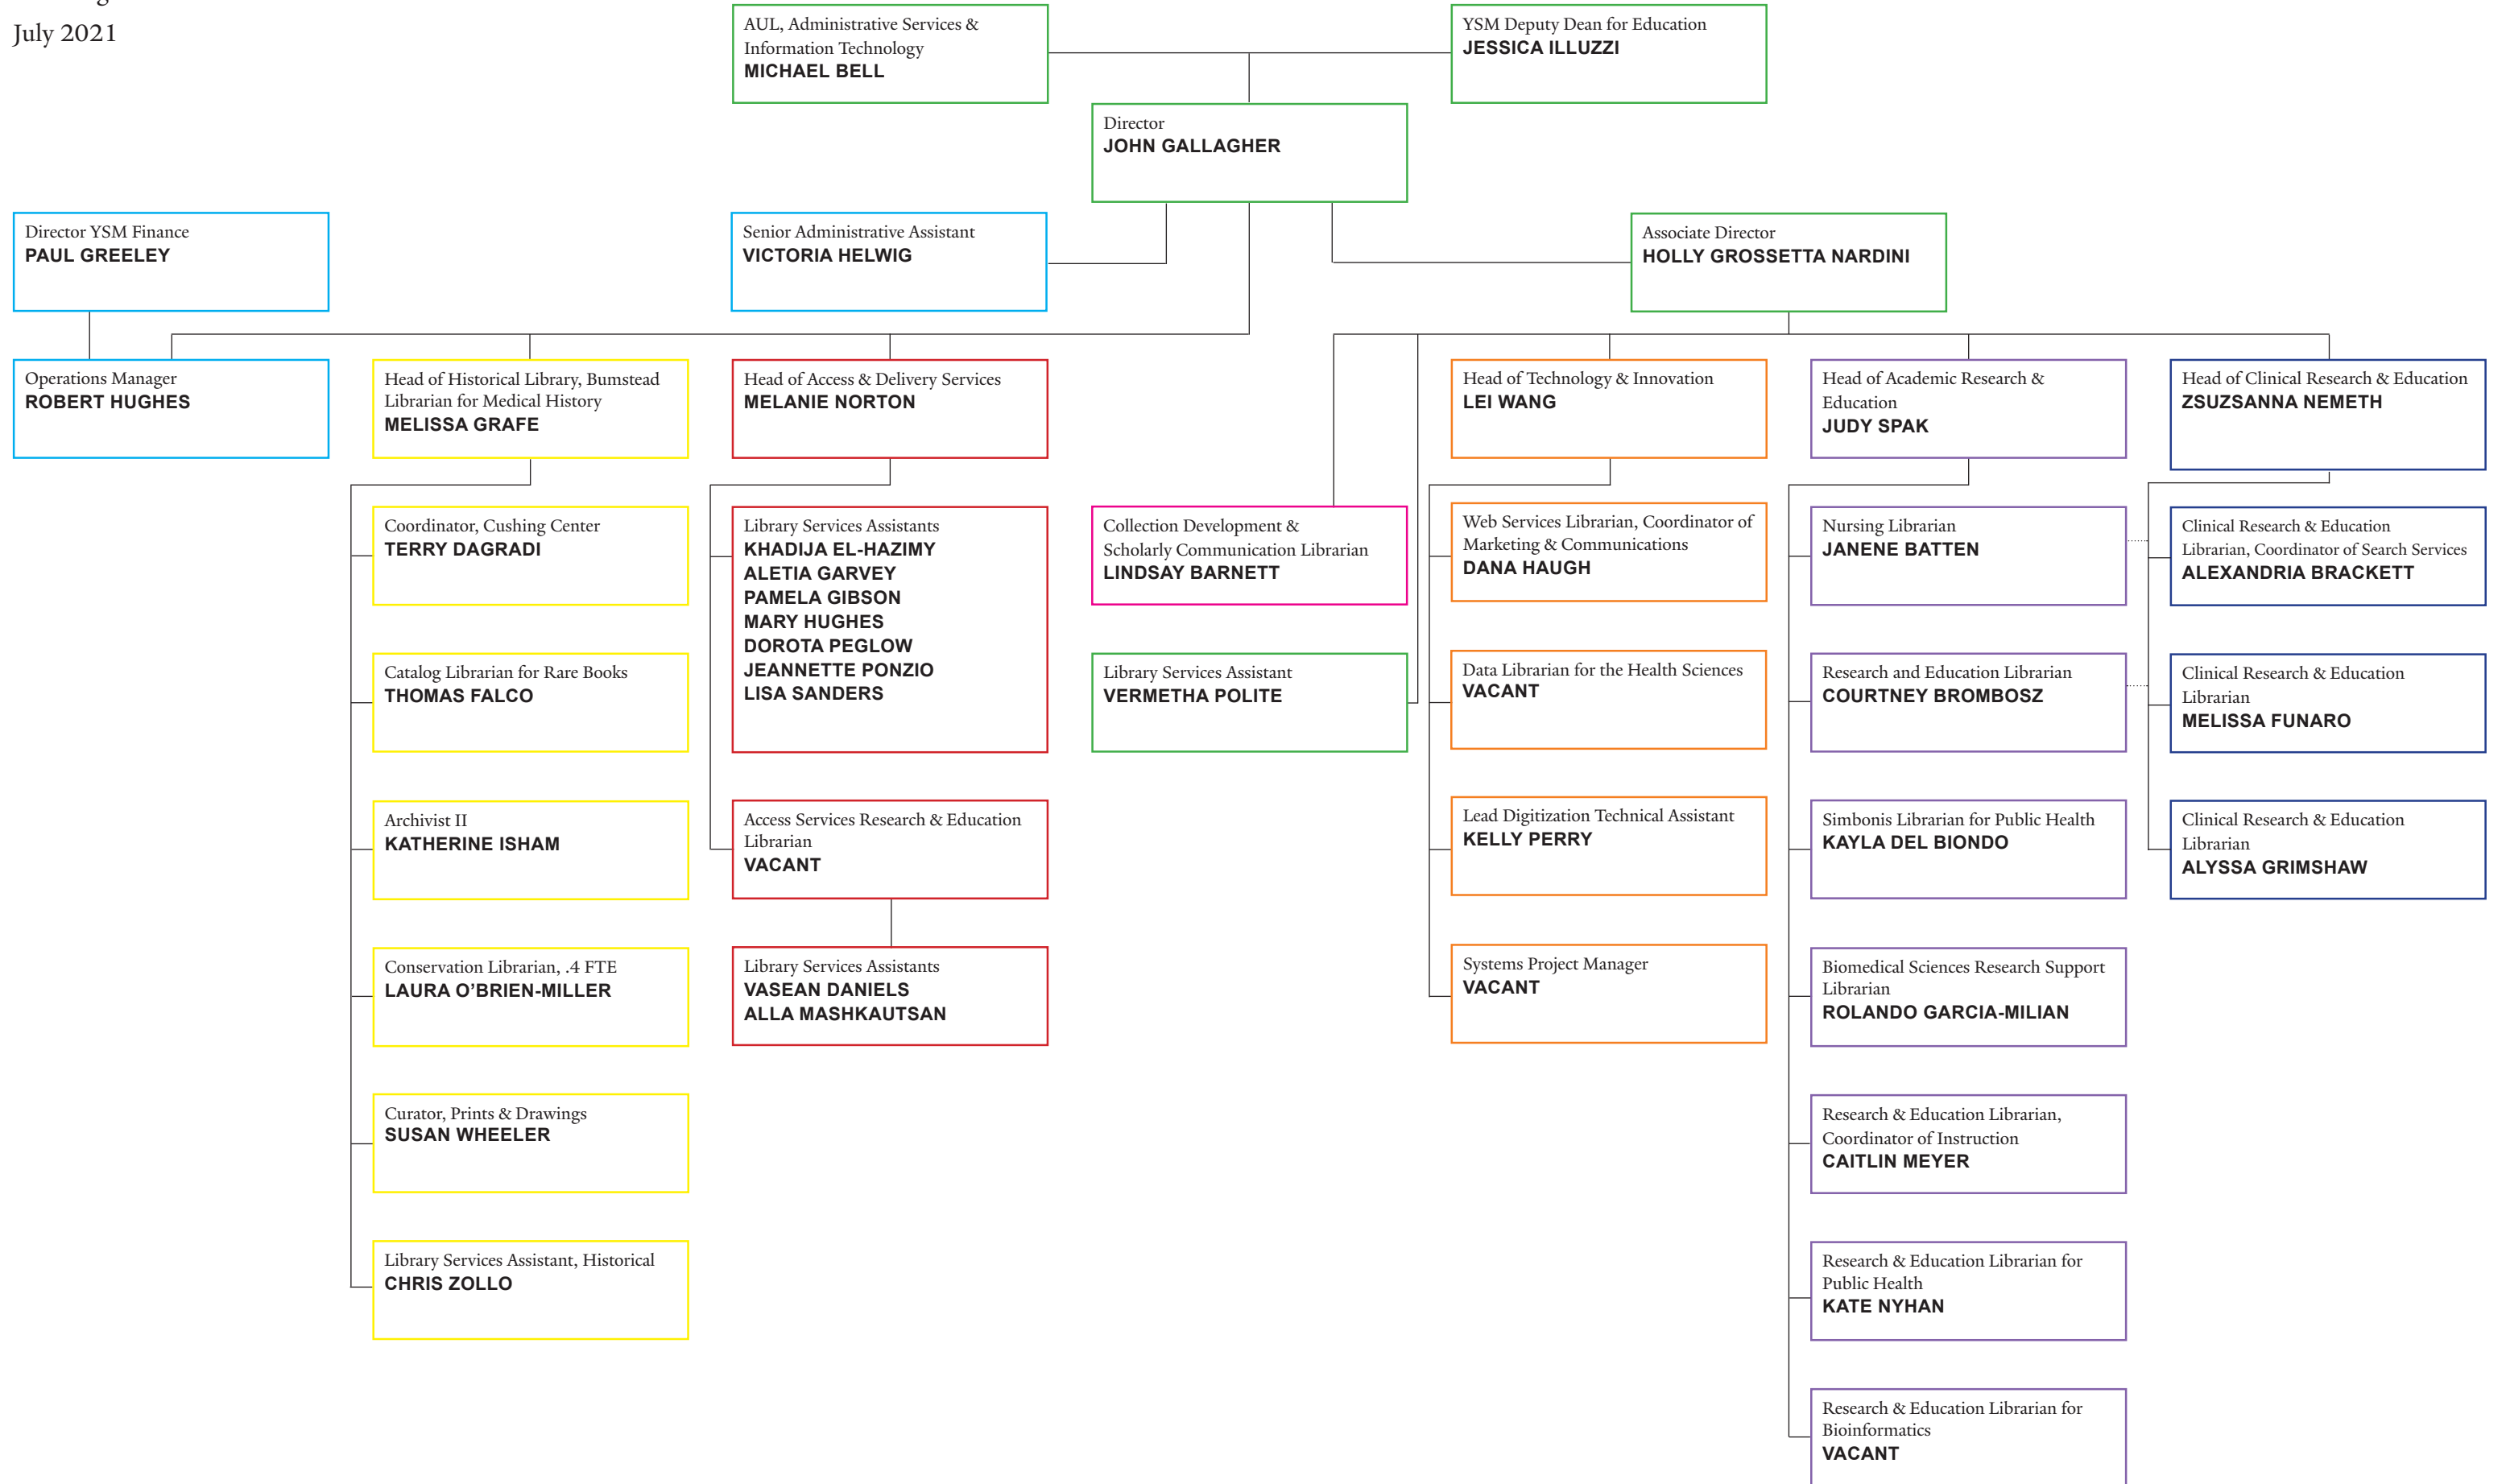 July 2021
AUL, Administrative Services &
Information Technology
MICHAEL BELL
YSM Deputy Dean for Education
JESSICA ILLUZZI
Director
JOHN GALLAGHER
Director YSM Finance
PAUL GREELEY
Senior Administrative Assistant
VICTORIA HELWIG
Associate Director
HOLLY GROSSETTA NARDINI
Operations Manager
ROBERT HUGHES
Head of Historical Library, Bumstead
Librarian for Medical History
MELISSA GRAFE
Head of Access & Delivery Services
MELANIE NORTON
Head of Technology & Innovation
LEI WANG
Head of Academic Research &
Education
JUDY SPAK
Head of Clinical Research & Education
ZSUZSANNA NEMETH
Coordinator, Cushing Center
TERRY DAGRADI
Catalog Librarian for Rare Books
THOMAS FALCO
Archivist II
KATHERINE ISHAM
Conservation Librarian, .4 FTE
LAURA O’BRIEN-MILLER
Curator, Prints & Drawings
SUSAN WHEELER
Library Services Assistant, Historical
CHRIS ZOLLO
Library Services Assistants
KHADIJA EL-HAZIMY
ALETIA GARVEY
PAMELA GIBSON
MARY HUGHES
DOROTA PEGLOW
JEANNETTE PONZIO
LISA SANDERS
Access Services Research & Education
Librarian
VACANT
Library Services Assistants
VASEAN DANIELS
ALLA MASHKAUTSAN
Collection Development &
Scholarly Communication Librarian
LINDSAY BARNETT
Library Services Assistant
VERMETHA POLITE
Web Services Librarian, Coordinator of
Marketing & Communications
DANA HAUGH
Data Librarian for the Health Sciences
VACANT
Lead Digitization Technical Assistant
KELLY PERRY
Systems Project Manager
VACANT
Nursing Librarian
JANENE BATTEN
Research and Education Librarian
COURTNEY BROMBOSZ
Simbonis Librarian for Public Health
KAYLA DEL BIONDO
Biomedical Sciences Research Support
Librarian
ROLANDO GARCIA-MILIAN
Research & Education Librarian,
Coordinator of Instruction
CAITLIN MEYER
Research & Education Librarian for
Public Health
KATE NYHAN
Research & Education Librarian for
Bioinformatics
VACANT
Clinical Research & Education
Librarian, Coordinator of Search Services
ALEXANDRIA BRACKETT
Clinical Research & Education
Librarian
MELISSA FUNARO
Clinical Research & Education
Librarian
ALYSSA GRIMSHAW